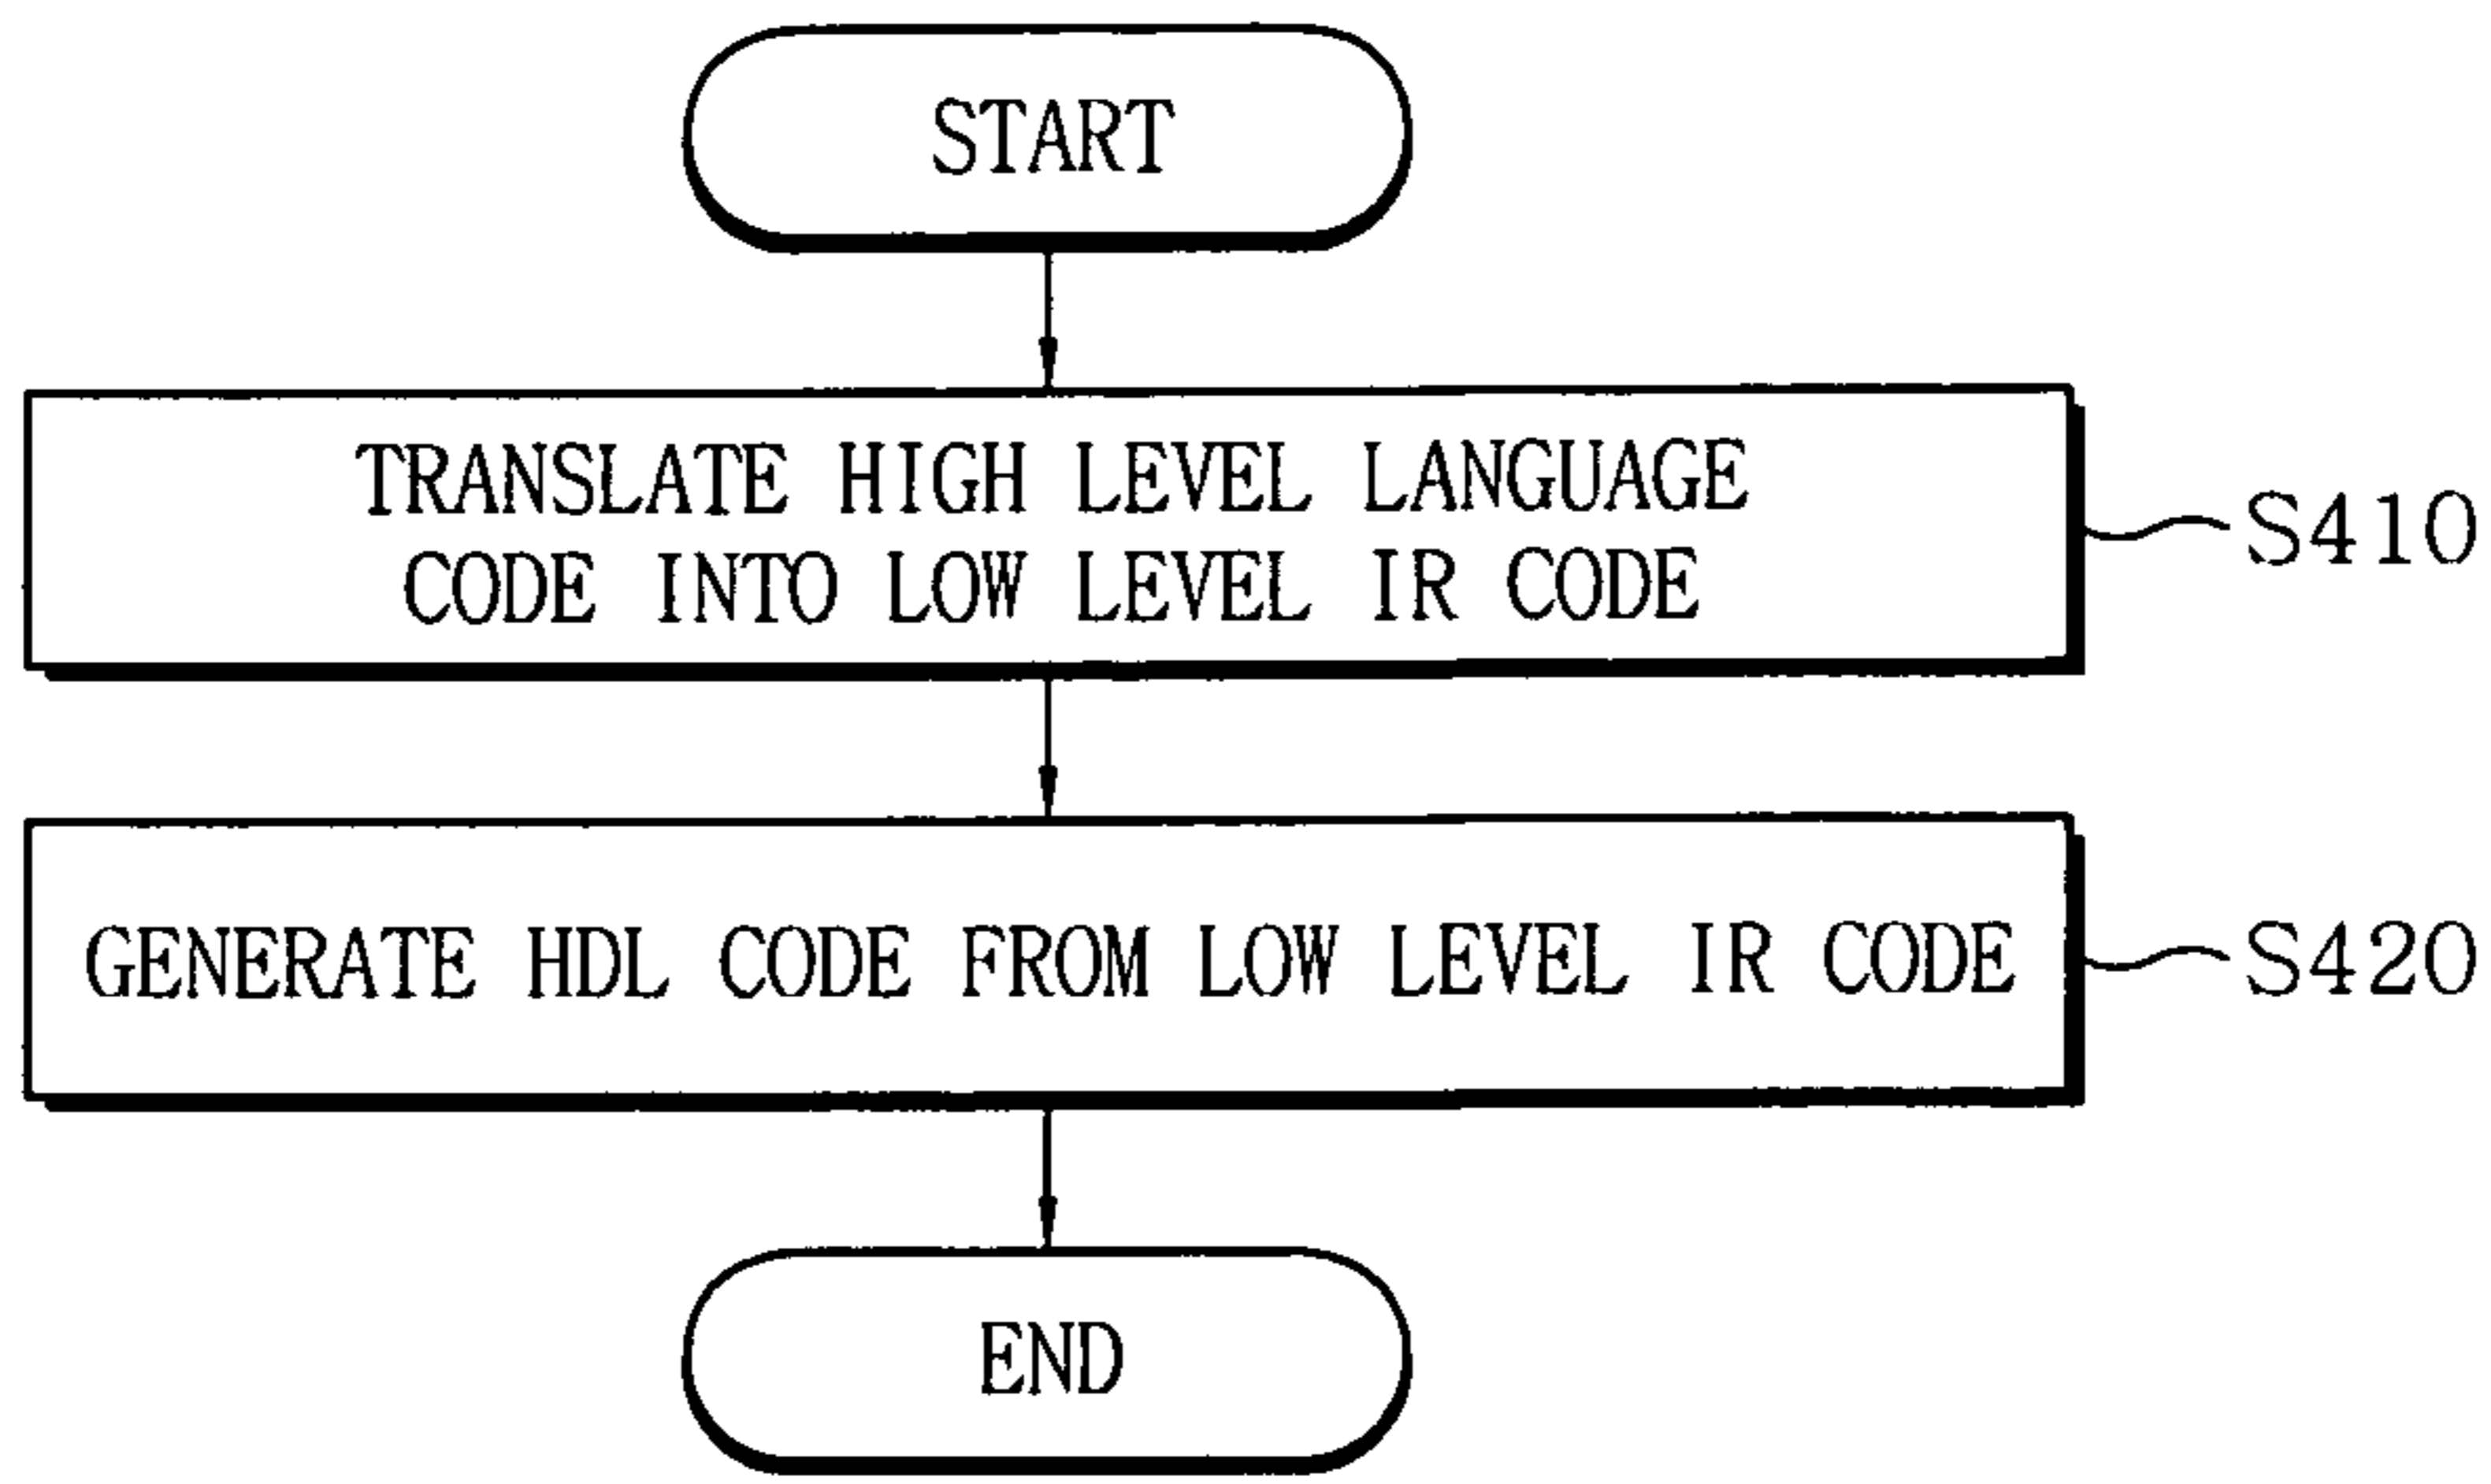 START
TRANSLATE HIGH LEVEL LANGUAGE
CODE INTO LOW LEVEL IR CODE
S410
GENERATE HDL CODE FROM LOW LEVEL IR CODE
S420
END